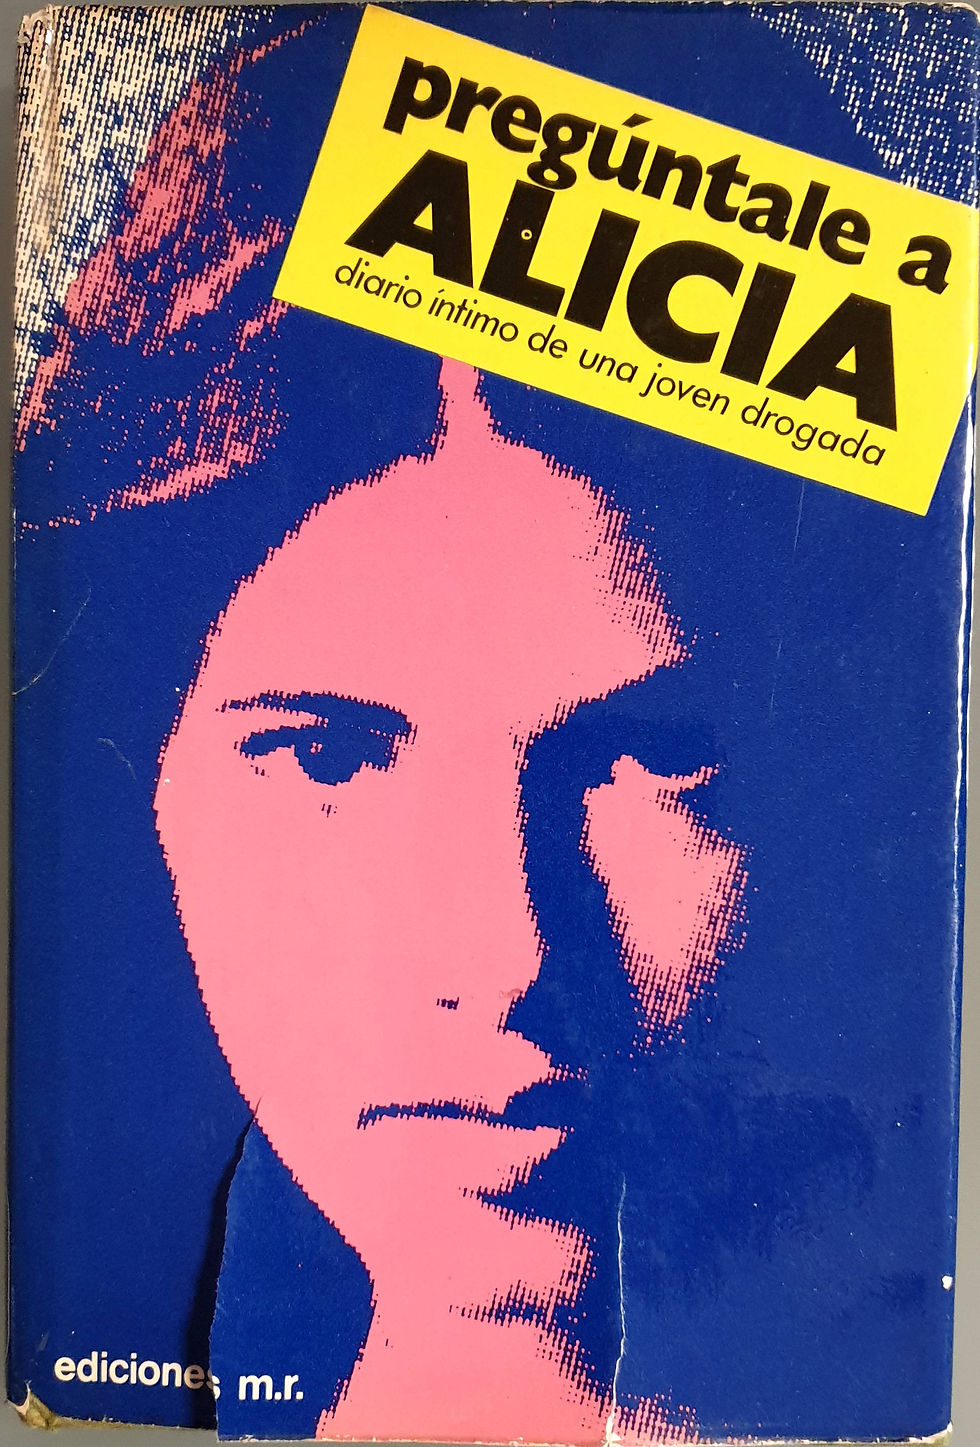 pregúntale a
ALICIA
diario íntimo de una joven drogada
ediciones m.r.